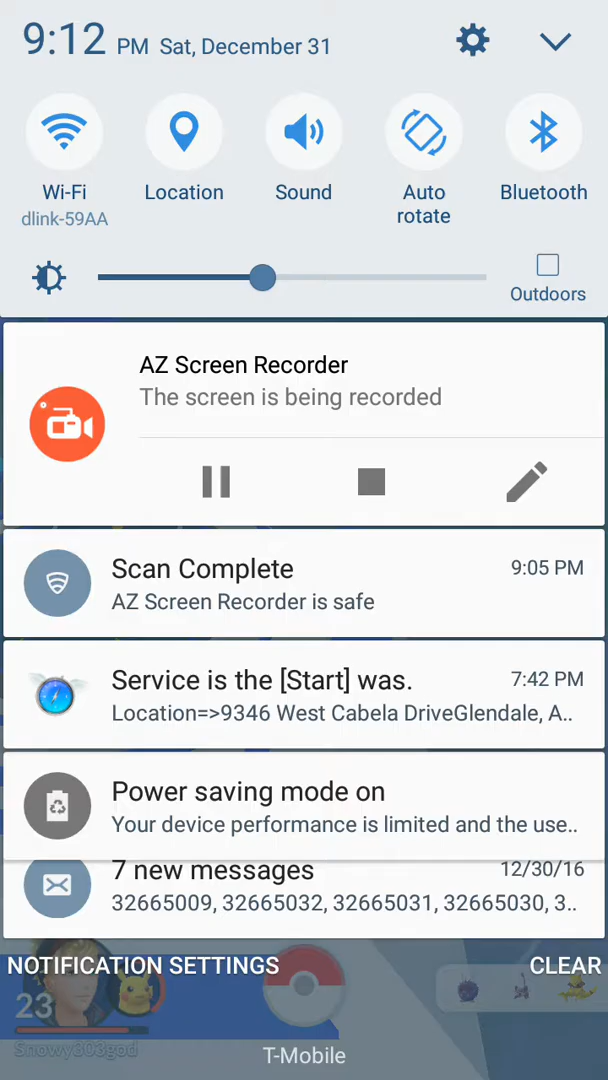 9:12 PM Sat, December 31
Wi-Fi
dlink-59AA
Location
Sound
Auto
rotate
Bluetooth
Outdoors
AZ Screen Recorder
The screen is being recorded
Scan Complete
9:05 PM
AZ Screen Recorder is safe
Service is the [Start] was.
7:42 PM
Location=>9346 West Cabela DriveGlendale, A..
Power saving mode on
Your device performance is limited and the use..
7 new messages
12/30/16
32665009, 32665032, 32665031, 32665030, 3..
NOTIFICATION SETTINGS
CLEAR
23
Snowy303god
T-Mobile